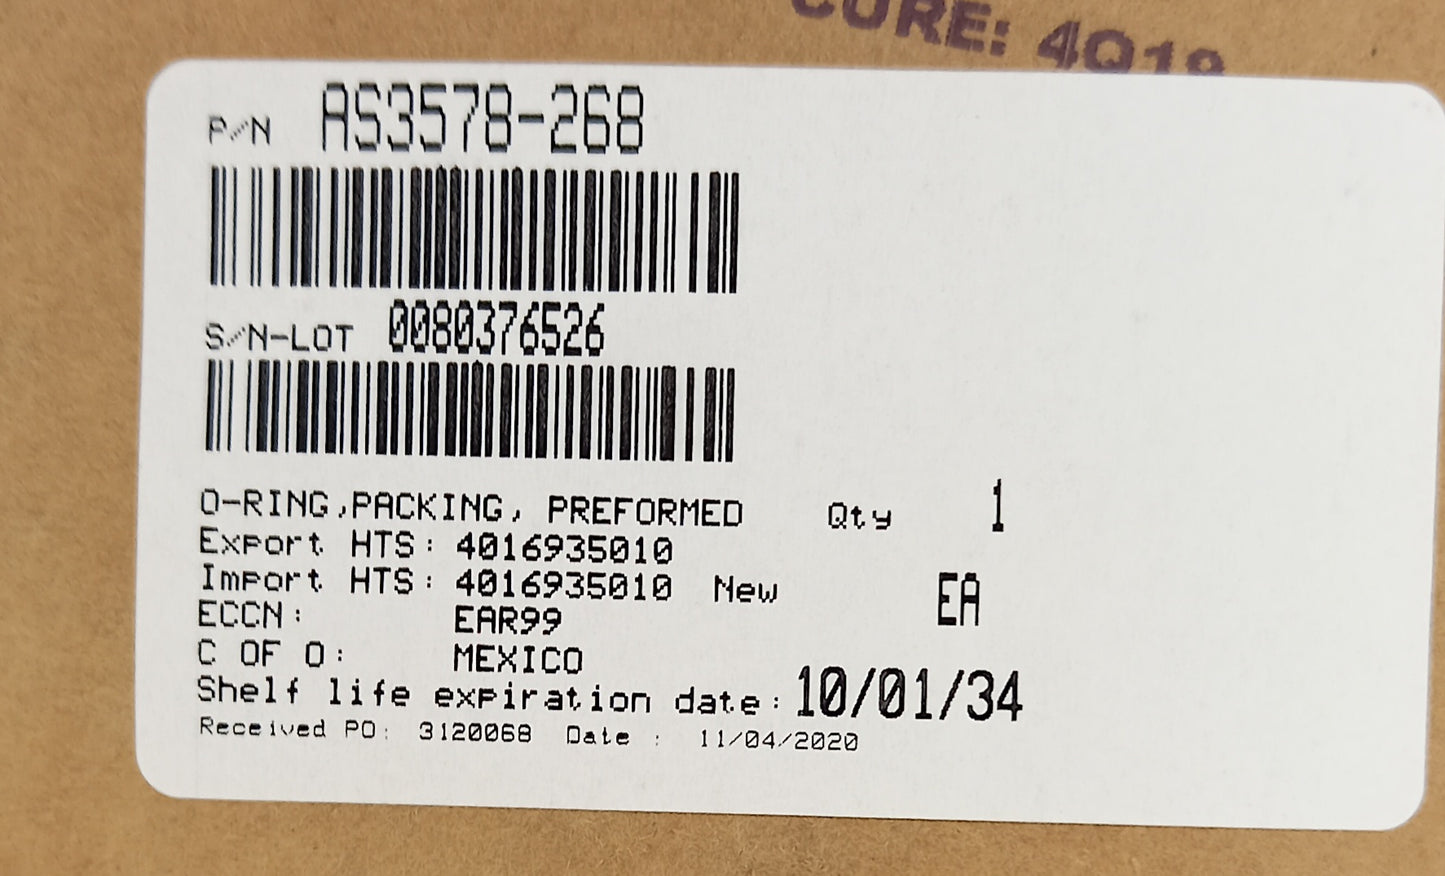 CURE: 4Q19
P/N AS3578-268
S/N-LOT 0080376526
O-RING,PACKING, PREFORMED Qty 1
Export HTS: 4016935010
Import HTS: 4016935010 New EA
ECCN: EAR99
C OF O: MEXICO
Shelf life expiration date: 10/01/34
Received PO: 3120068 Date : 11/04/2020